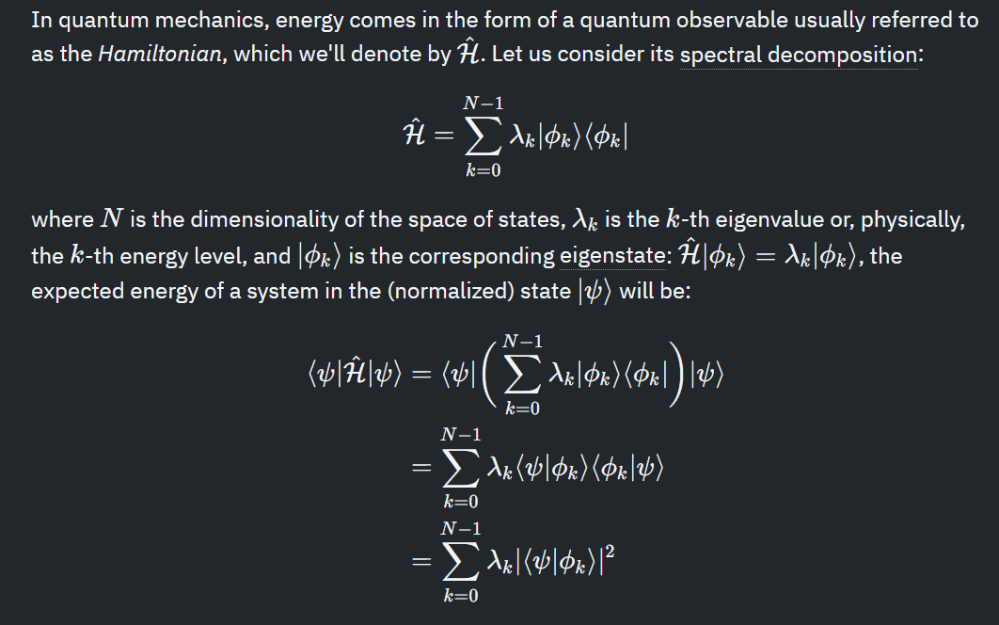 In quantum mechanics, energy comes in the form of a quantum observable usually referred to
as the Hamiltonian, which we'll denote by $\hat{\mathcal{H}}$. Let us consider its spectral decomposition:
$$\hat{\mathcal{H}} = \sum_{k=0}^{N-1} \lambda_k |\phi_k\rangle\langle\phi_k|$$
where $N$ is the dimensionality of the space of states, $\lambda_k$ is the $k$-th eigenvalue or, physically,
the $k$-th energy level, and $|\phi_k\rangle$ is the corresponding eigenstate: $\hat{\mathcal{H}}|\phi_k\rangle = \lambda_k|\phi_k\rangle$, the
expected energy of a system in the (normalized) state $|\psi\rangle$ will be:
$$\langle\psi|\hat{\mathcal{H}}|\psi\rangle = \langle\psi|\left(\sum_{k=0}^{N-1} \lambda_k |\phi_k\rangle\langle\phi_k|\right)|\psi\rangle$$
$$= \sum_{k=0}^{N-1} \lambda_k \langle\psi|\phi_k\rangle\langle\phi_k|\psi\rangle$$
$$= \sum_{k=0}^{N-1} \lambda_k |\langle\psi|\phi_k\rangle|^2$$